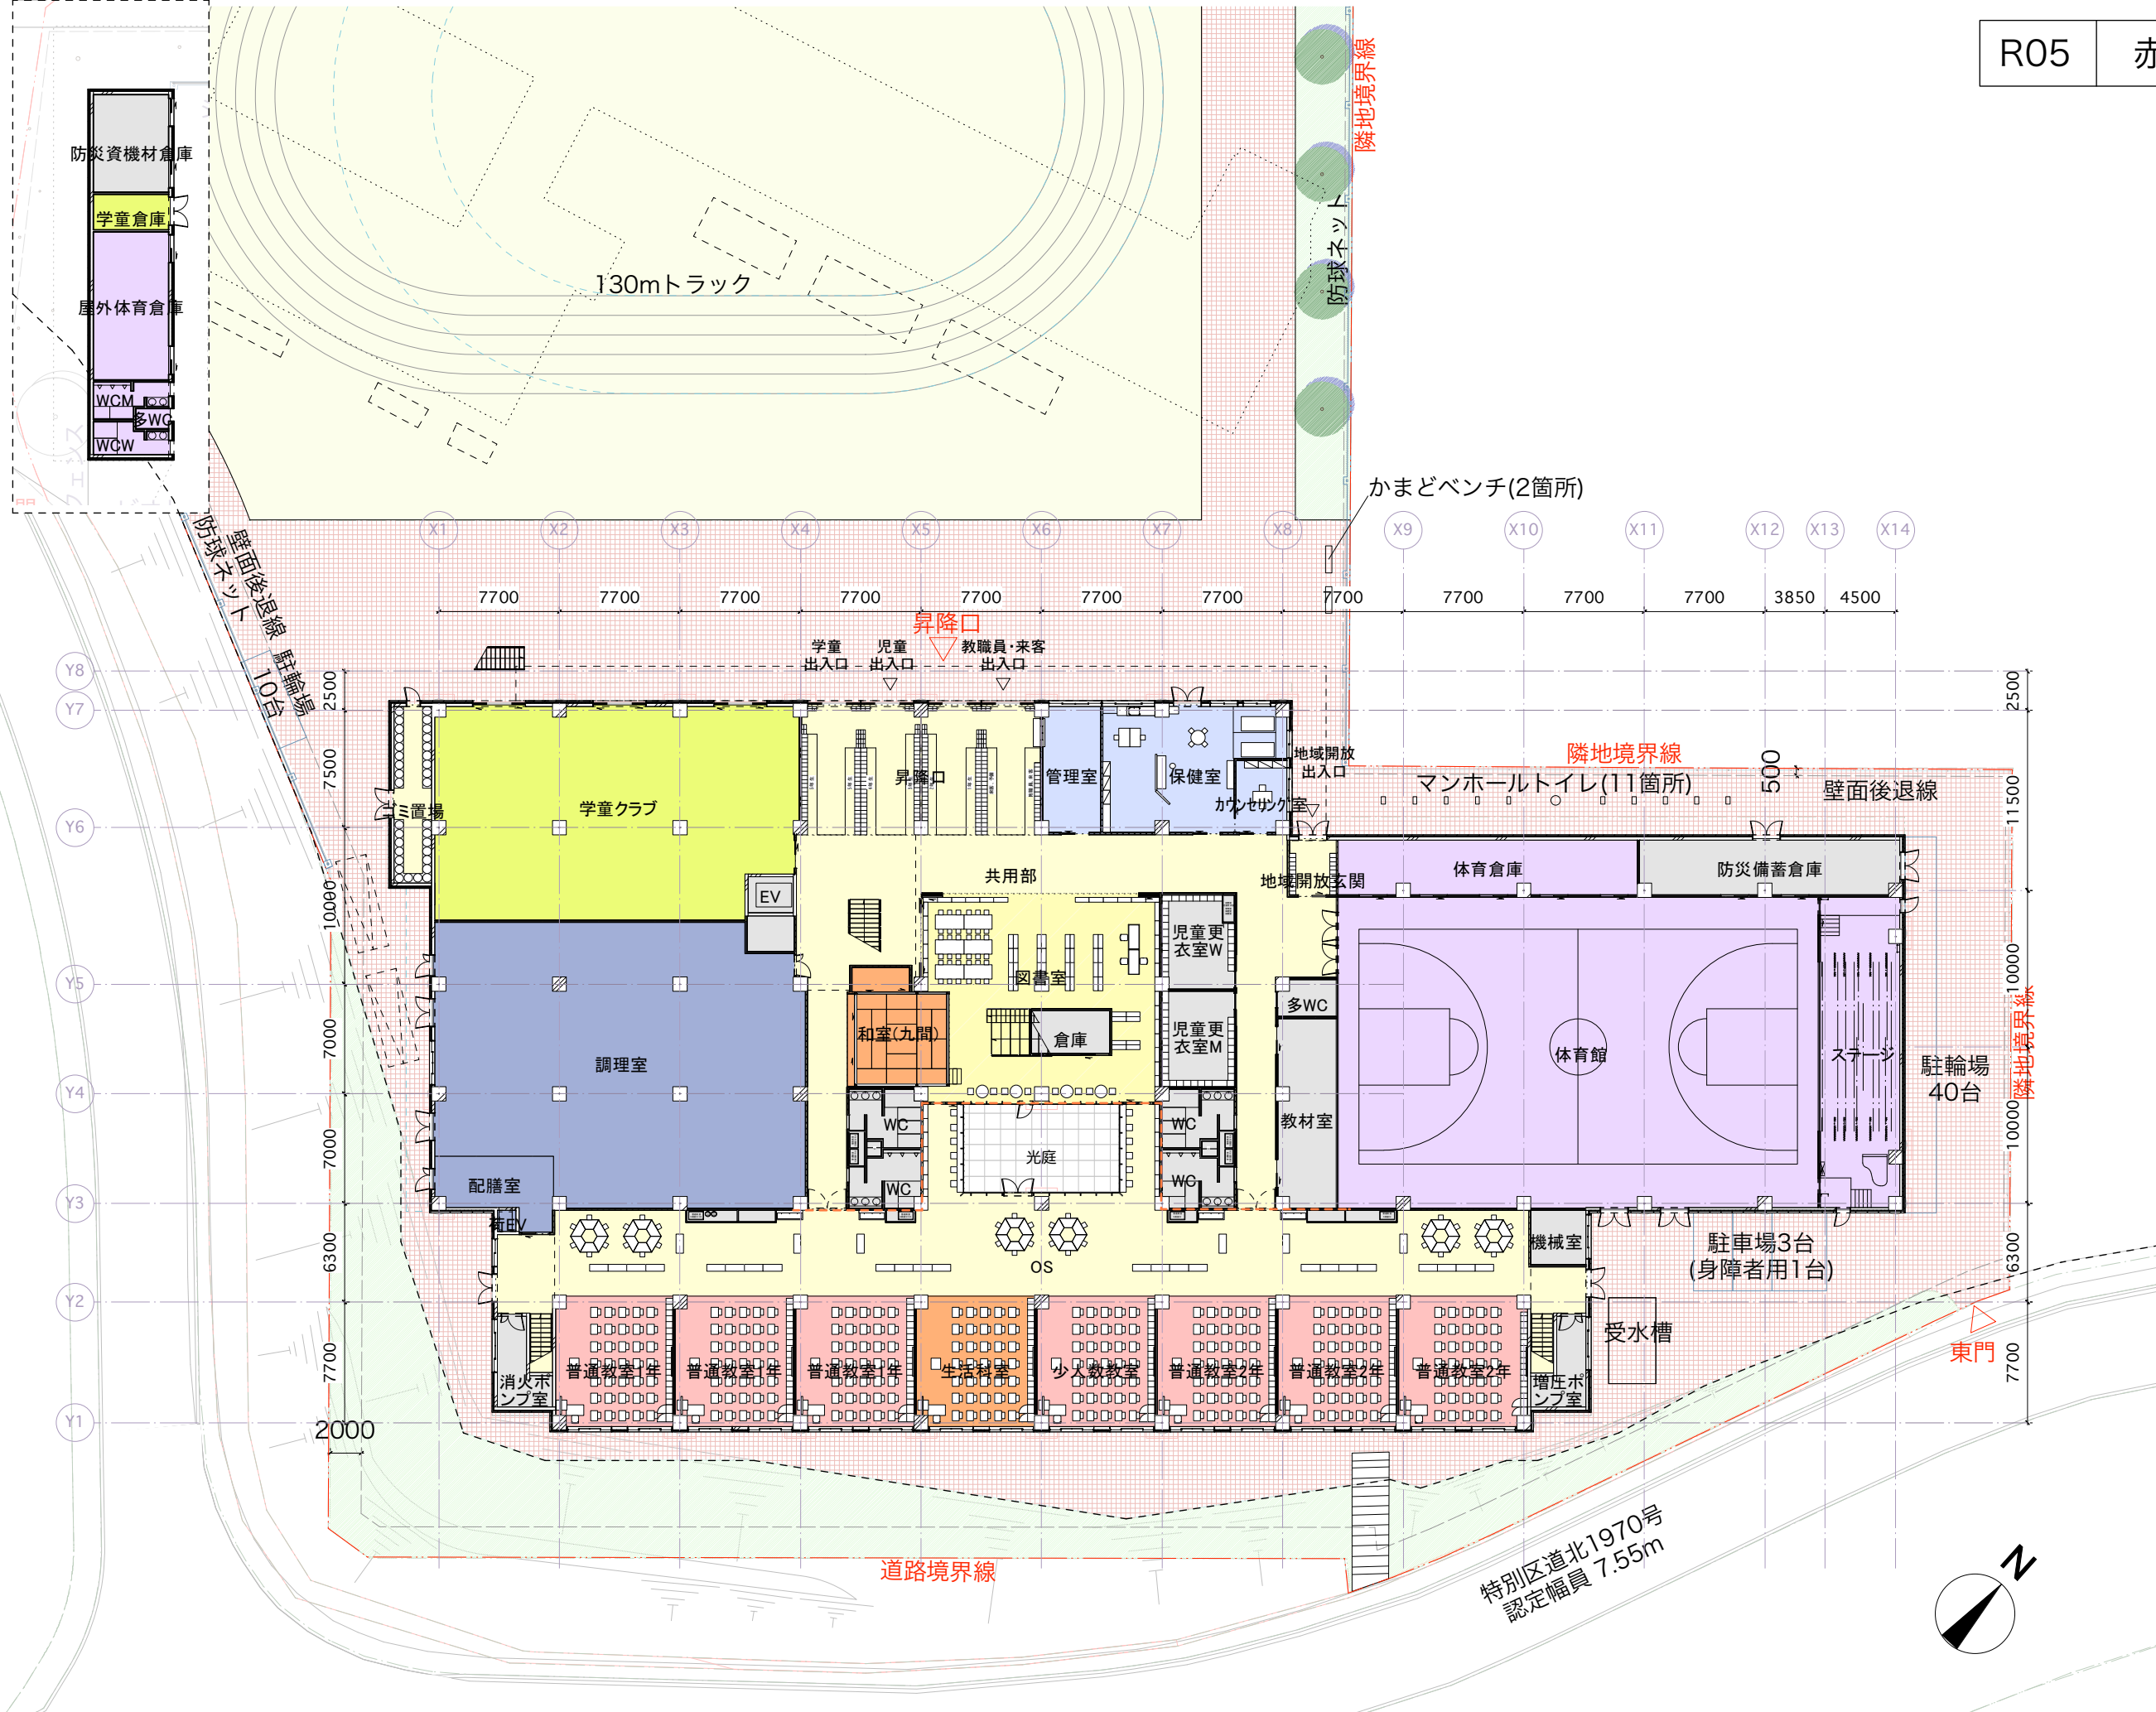 R05
隣地境界線
防災資機材倉庫
学童倉庫
130mトラック
防球ネット
屋外体育倉庫
WCM
多WC
WCW
かまどベンチ(2箇所)
X1 X2 X3 X4 X5 X6 X7 X8 X9 X10 X11 X12 X13 X14
壁面後退線
防球ネット
7700 7700 7700 7700 7700 7700 7700 7700 7700 7700 7700 3850 4500
昇降口
学童
出入口
児童
出入口
教職員・来客
出入口
駐輪場
10台
Y8
Y7
Y6
Y5
Y4
Y3
Y2
Y1
2500
7500
10000
7000
7000
6300
7700
2000
2500
11500
10000
10000
6300
7700
隣地境界線
500
マンホールトイレ(11箇所)
壁面後退線
地域開放
出入口
管理室
保健室
カウンセリング室
昇降口
学童クラブ
ゴミ置場
共用部
地域開放玄関
体育倉庫
防災備蓄倉庫
EV
児童更
衣室W
図書室
多WC
和室(九間)
倉庫
児童更
衣室M
調理室
体育館
ステージ
隣地境界線
駐輪場
40台
教材室
WC
WC
WC
WC
光庭
配膳室
荷EV
OS
機械室
駐車場3台
(身障者用1台)
受水槽
東門
普通教室1年
普通教室1年
普通教室1年
生活科室
少人数教室
普通教室2年
普通教室2年
普通教室2年
消火ポ
ンプ室
増圧ポ
ンプ室
道路境界線
特別区道北1970号
認定幅員 7.55m
N